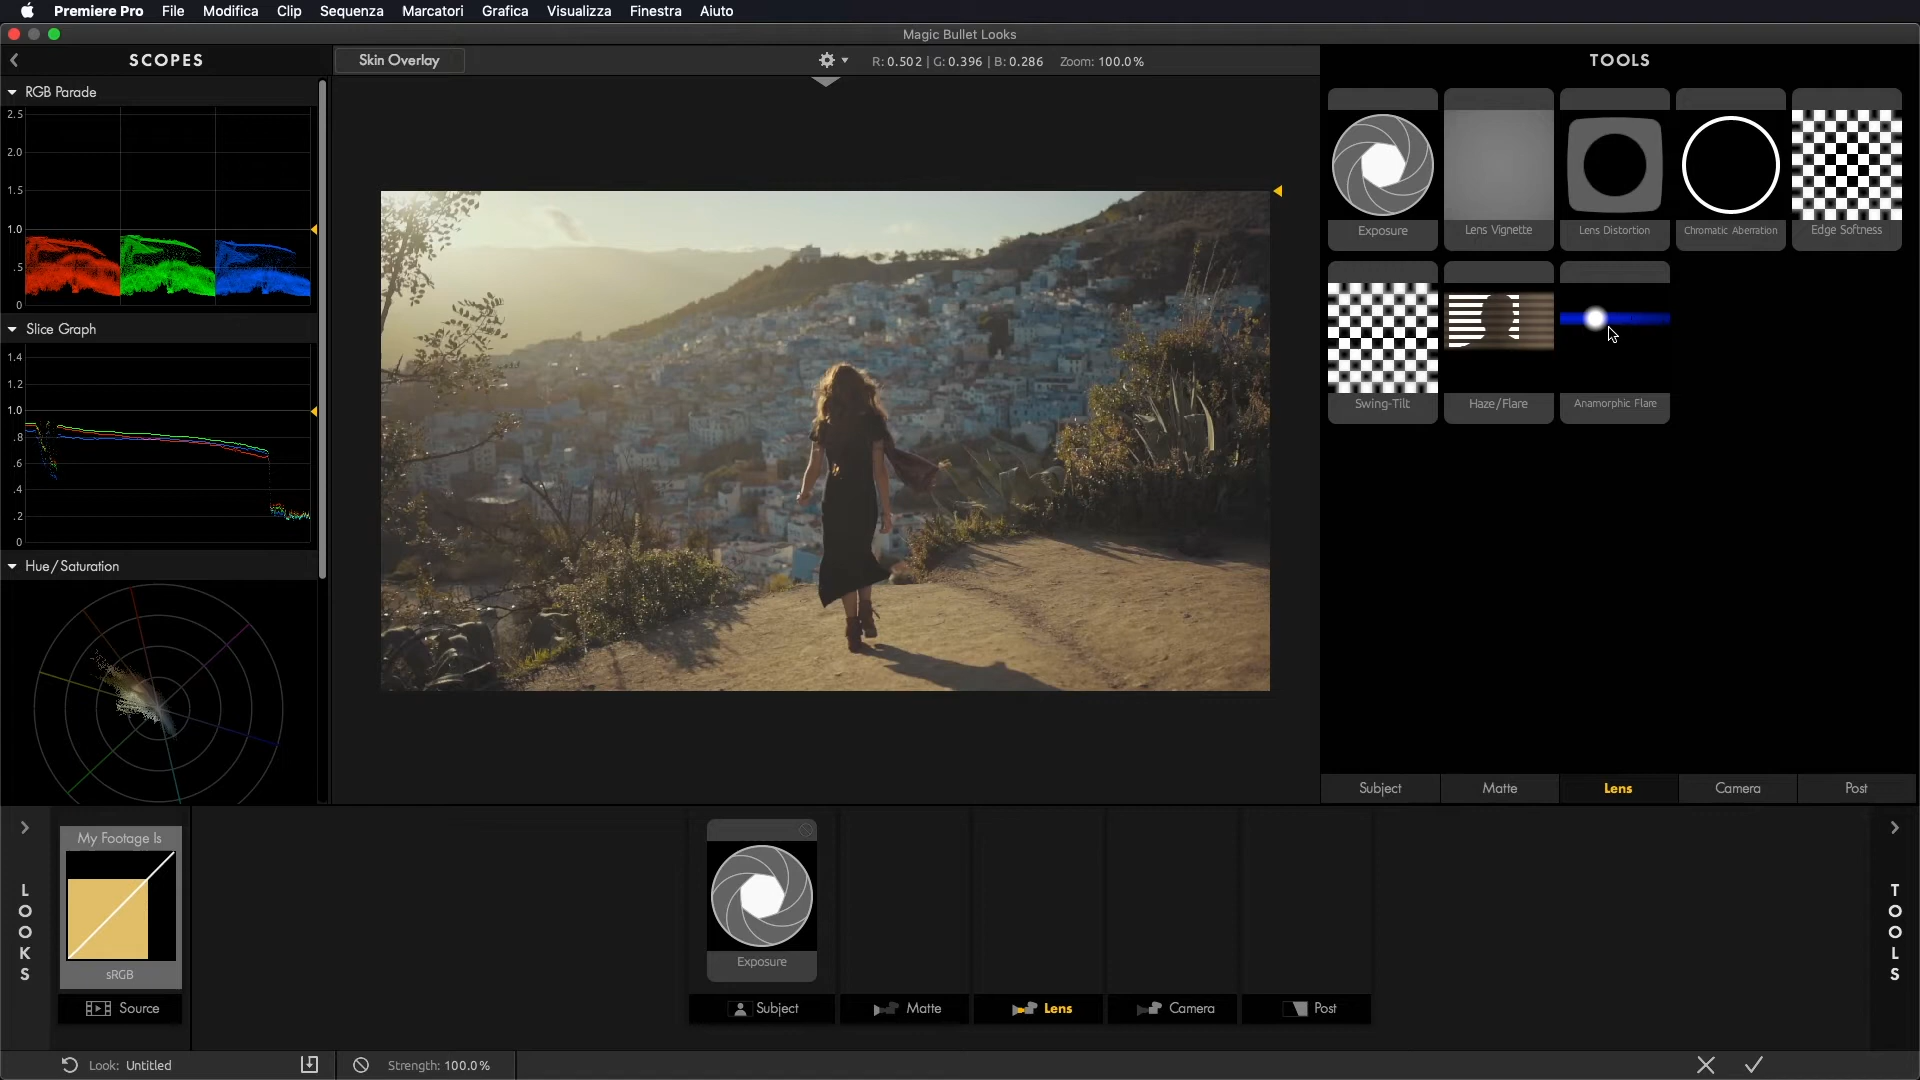 Premiere Pro File Modifica Clip Sequenza Marcatori Grafica Visualizza Finestra Aiuto
Magic Bullet Looks
SCOPES
Skin Overlay
R: 0.502 | G: 0.396 | B: 0.286 Zoom: 100.0%
TOOLS
RGB Parade
2.5
2.0
1.5
1.0
.5
0
Slice Graph
1.4
1.2
1.0
.8
.6
.4
.2
0
Hue/Saturation
Exposure
Lens Vignette
Lens Distortion
Chromatic Aberration
Edge Softness
Swing-Tilt
Haze/Flare
Anamorphic Flare
Subject
Matte
Lens
Camera
Post
LOOKS
My Footage Is
sRGB
Source
Exposure
Subject
Matte
Lens
Camera
Post
TOOLS
Look: Untitled
Strength: 100.0%